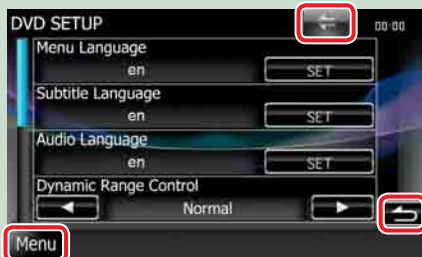 DVD SETUP
00:00
Menu Language
en
SET
Subtitle Language
en
SET
Audio Language
en
SET
Dynamic Range Control
Normal
Menu